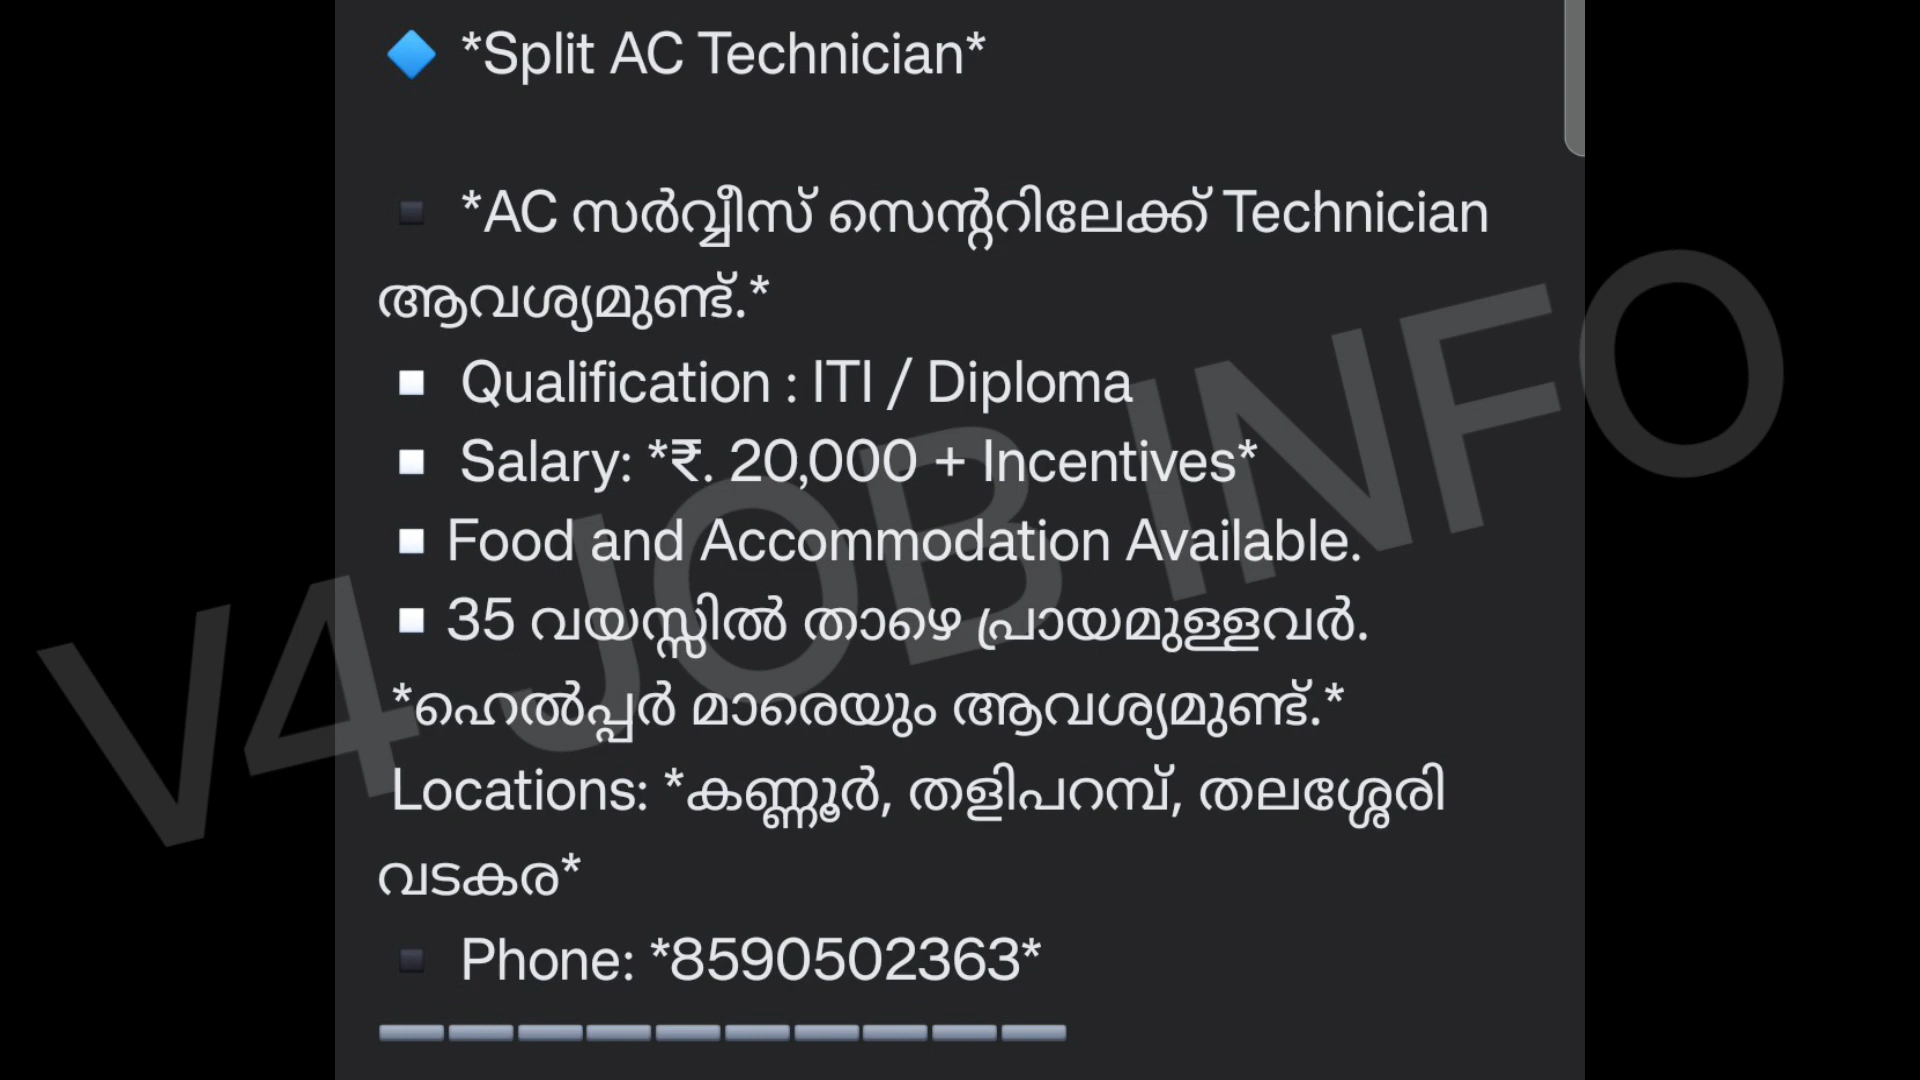 🔷 *Split AC Technician*
▪️ *AC സർവ്വീസ് സെന്ററിലേക്ക് Technician
ആവശ്യമുണ്ട്.*
◽ Qualification : ITI / Diploma
◽ Salary: *₹. 20,000 + Incentives*
◽ Food and Accommodation Available.
◽ 35 വയസ്സിൽ താഴെ പ്രായമുള്ളവർ.
*ഹെൽപ്പർ മാരെയും ആവശ്യമുണ്ട്.*
Locations: *കണ്ണൂർ, തളിപറമ്പ്, തലശ്ശേരി
വടകര*
▪️ Phone: *8590502363*
V4 JOB INFO